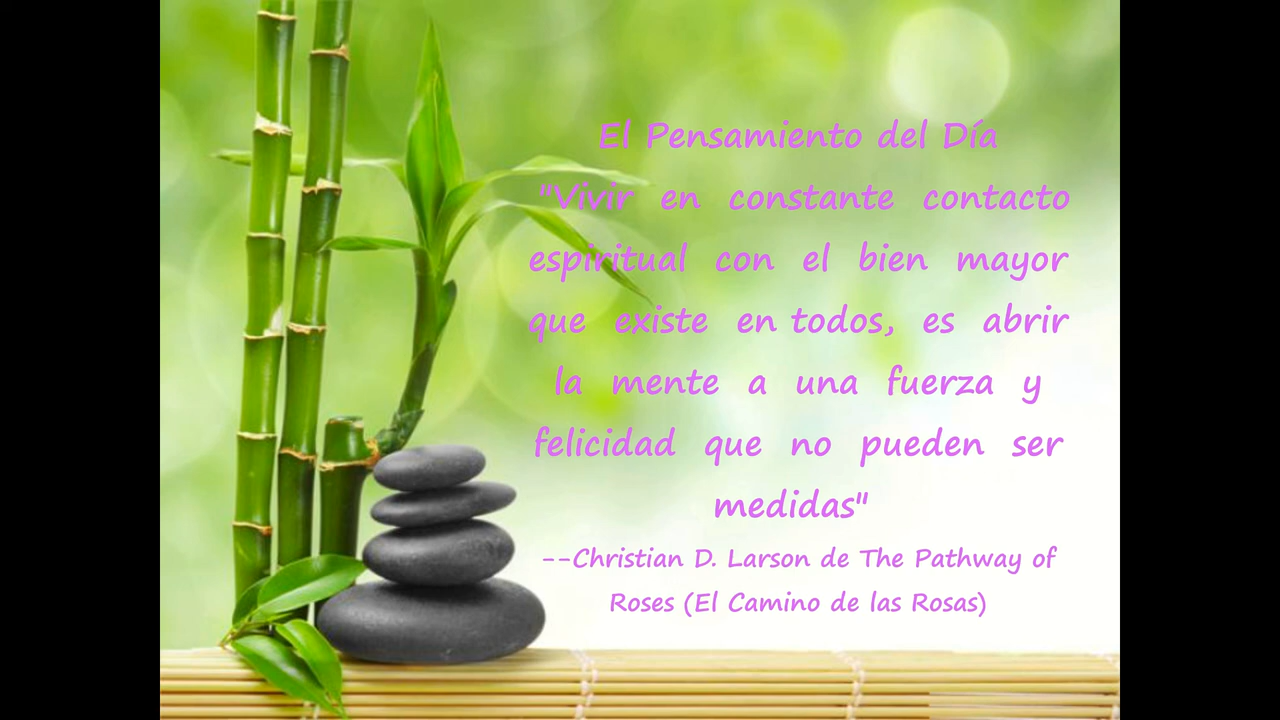 El Pensamiento del Día
"Vivir en constante contacto
espiritual con el bien mayor
que existe en todos, es abrir
la mente a una fuerza y
felicidad que no pueden ser
medidas"
--Christian D. Larson de The Pathway of
Roses (El Camino de las Rosas)